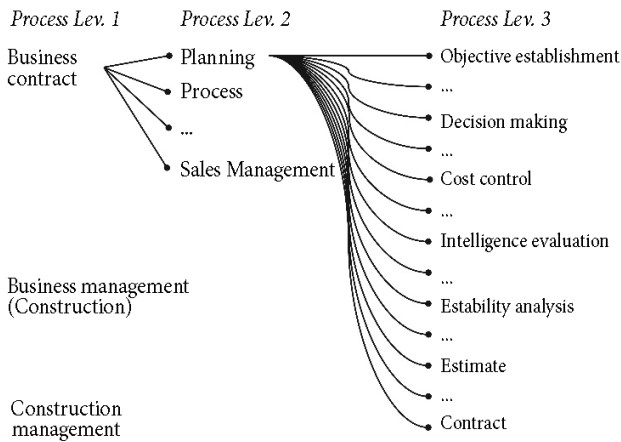 Process Lev. 1
Process Lev. 2
Process Lev. 3
Business
contract
Planning
Process
...
Sales Management
Objective establishment
...
Decision making
...
Cost control
...
Intelligence evaluation
...
Estability analysis
...
Estimate
...
Contract
Business management
(Construction)
Construction
management